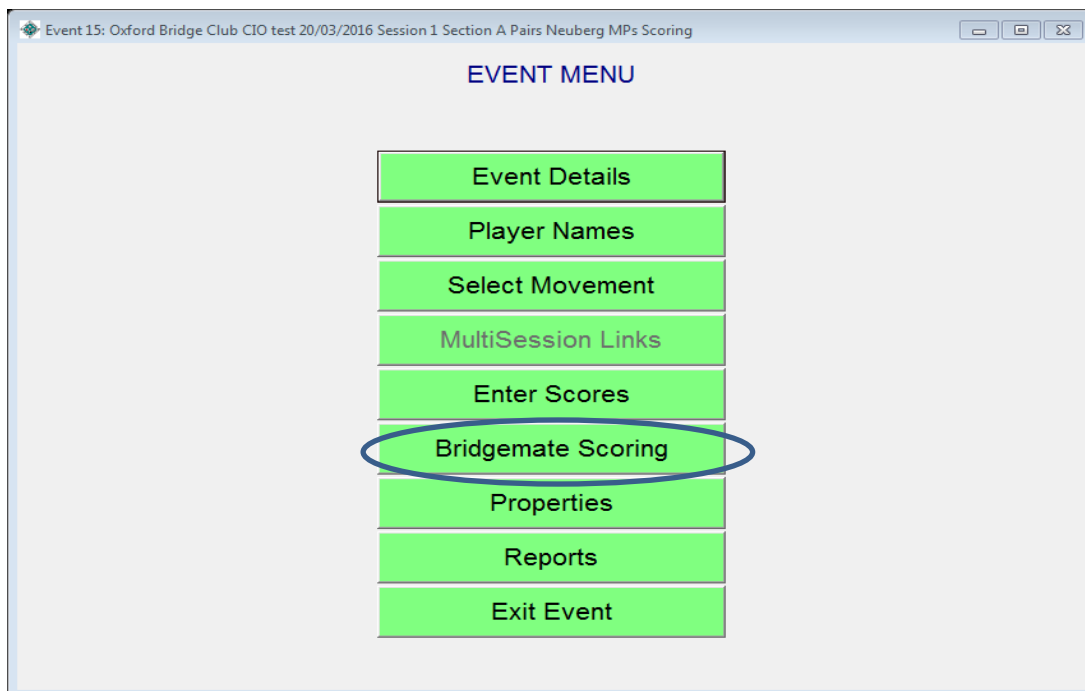 Event 15: Oxford Bridge Club CIO test 20/03/2016 Session 1 Section A Pairs Neuberg MPs Scoring
EVENT MENU
Event Details
Player Names
Select Movement
MultiSession Links
Enter Scores
Bridgemate Scoring
Properties
Reports
Exit Event